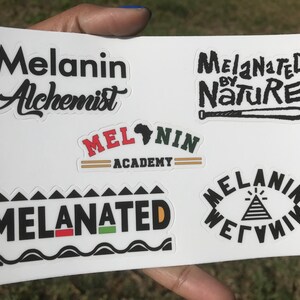 Melanin
Alchemist
MELANATED
BY
NATURE
MEL NIN
ACADEMY
MELANATED
MELANIN
MELANIN